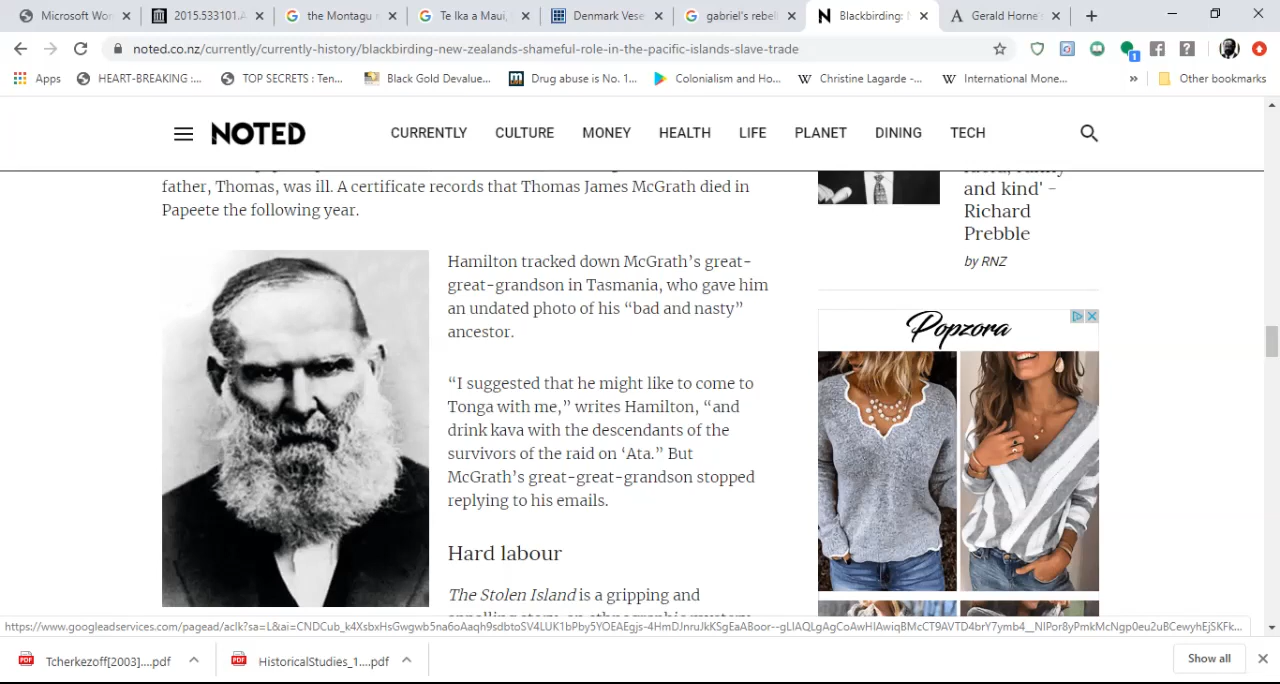 Microsoft Wor
2015.533101.
the Montagu
Te Ika a Maui,
Denmark Vese
gabriel's rebel
Blackbirding:
Gerald Horne'
noted.co.nz/currently/currently-history/blackbirding-new-zealands-shameful-role-in-the-pacific-islands-slave-trade
Apps
HEART-BREAKING :...
TOP SECRETS : Ten...
Black Gold Devalue...
Drug abuse is No. 1...
Colonialism and Ho...
Christine Lagarde -...
International Mone...
Other bookmarks
NOTED
CURRENTLY
CULTURE
MONEY
HEALTH
LIFE
PLANET
DINING
TECH
father, Thomas, was ill. A certificate records that Thomas James McGrath died in
Papeete the following year.
Hamilton tracked down McGrath's great-
great-grandson in Tasmania, who gave him
an undated photo of his “bad and nasty”
ancestor.
“I suggested that he might like to come to
Tonga with me,” writes Hamilton, “and
drink kava with the descendants of the
survivors of the raid on ‘Ata.” But
McGrath's great-great-grandson stopped
replying to his emails.
Hard labour
The Stolen Island is a gripping and
and kind' -
Richard
Prebble
by RNZ
Popzora
Tcherkezoff[2003]....pdf
HistoricalStudies_1....pdf
Show all